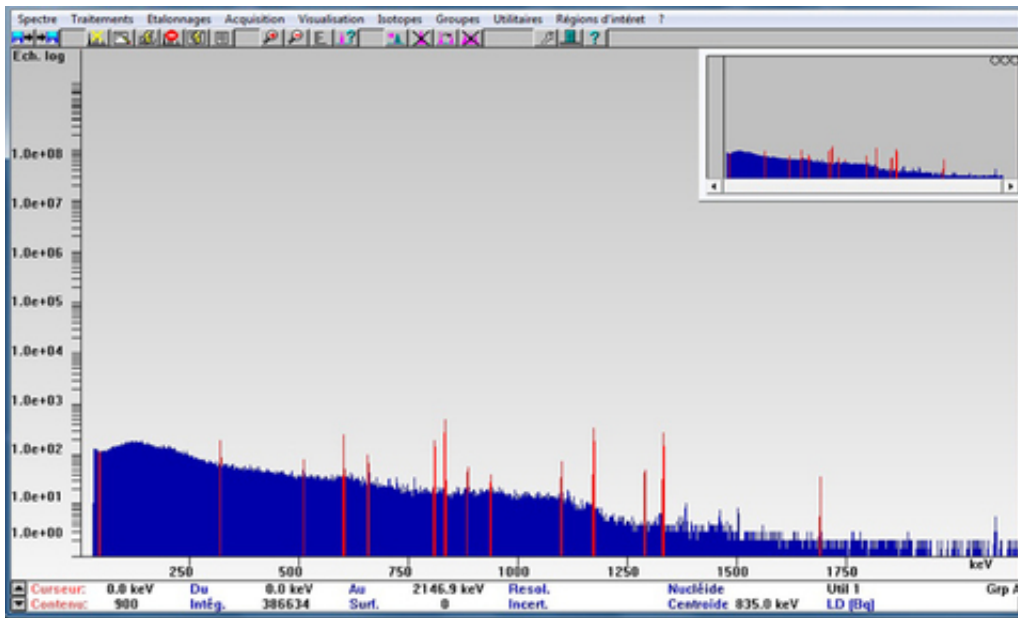 Spectre Traitements Etalonnages Acquisition Visualisation Isotopes Groupes Utilitaires Régions d'intéret ?
E ? ?
Ech. log
1.0e+08
1.0e+07
1.0e+06
1.0e+05
1.0e+04
1.0e+03
1.0e+02
1.0e+01
1.0e+00
250 500 750 1000 1250 1500 1750 keV
Curseur: 0.0 keV Du 0.0 keV Au 2146.9 keV Resol. Nucléide Util 1 Grp A
Contenu: 900 Intég. 386634 Surf. 0 Incert. Centroide 835.0 keV LD (Bq)